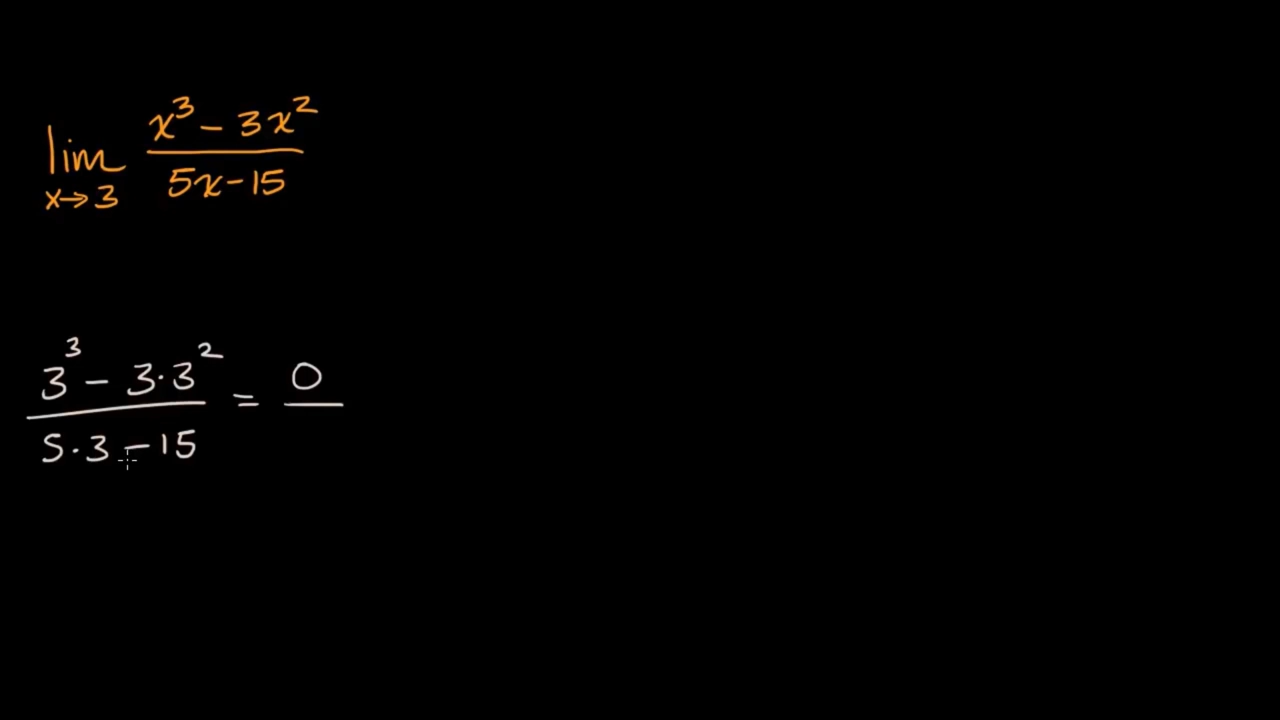 lim x→3 (x³ − 3x²)/(5x−15)
(3³ − 3·3²)/(5·3 −15) = 0/